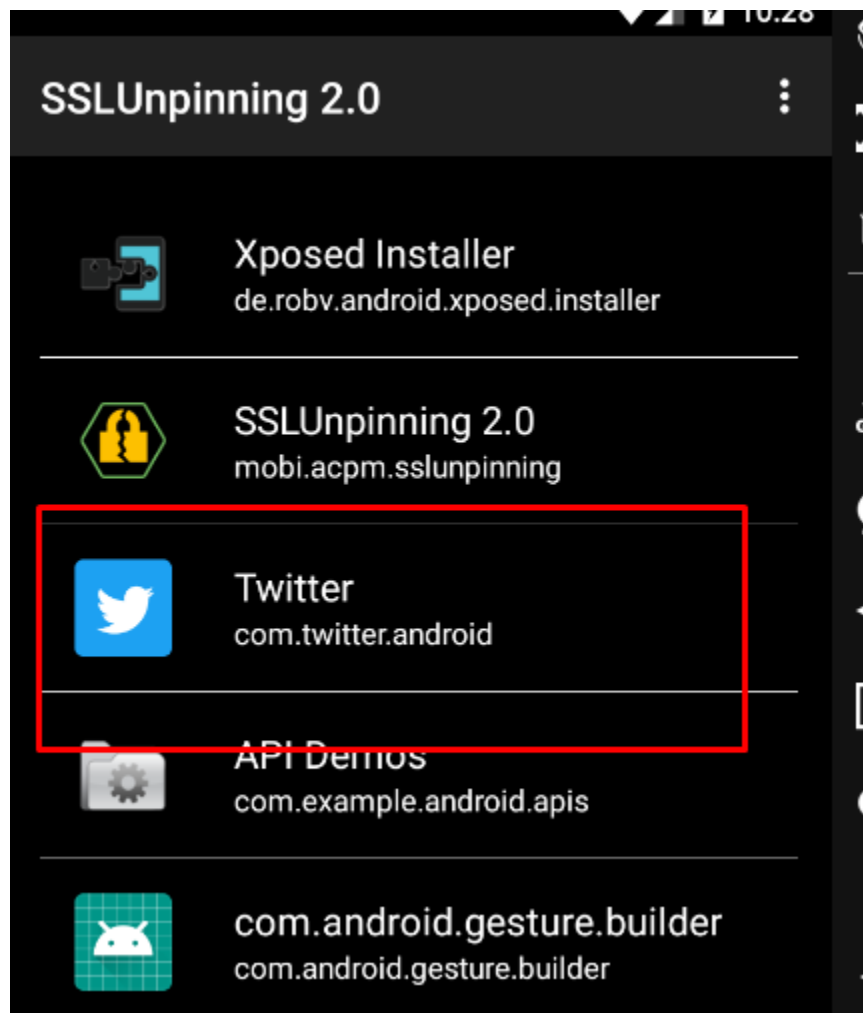 10:28
SSLUnpinning 2.0
Xposed Installer
de.robv.android.xposed.installer
SSLUnpinning 2.0
mobi.acpm.sslunpinning
Twitter
com.twitter.android
API Demos
com.example.android.apis
com.android.gesture.builder
com.android.gesture.builder